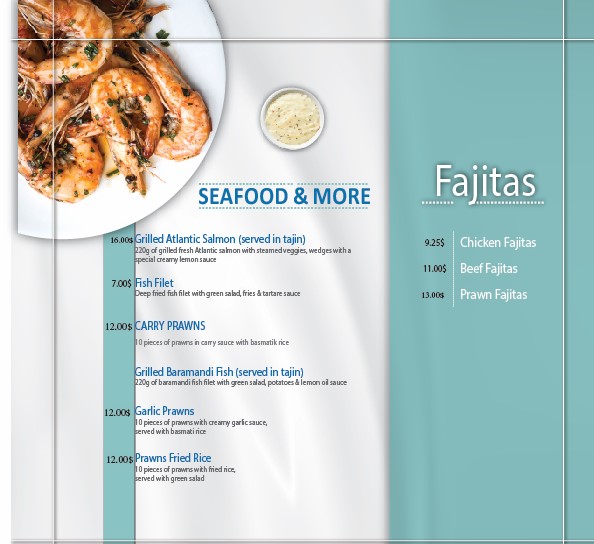 SEAFOOD & MORE
16.00$ Grilled Atlantic Salmon (served in tajin)
220g of grilled fresh Atlantic salmon with steamed veggies, wedges with a
special creamy lemon sauce
7.00$ Fish Filet
Deep fried fish filet with green salad, fries & tartare sauce
12.00$ CARRY PRAWNS
10 pieces of prawns in carry sauce with basmatik rice
Grilled Baramandi Fish (served in tajin)
220g of baramandi fish filet with green salad, potatoes & lemon oil sauce
12.00$ Garlic Prawns
10 pieces of prawns with creamy garlic sauce,
served with basmati rice
12.00$ Prawns Fried Rice
10 pieces of prawns with fried rice,
served with green salad
Fajitas
9.25$ Chicken Fajitas
11.00$ Beef Fajitas
13.00$ Prawn Fajitas